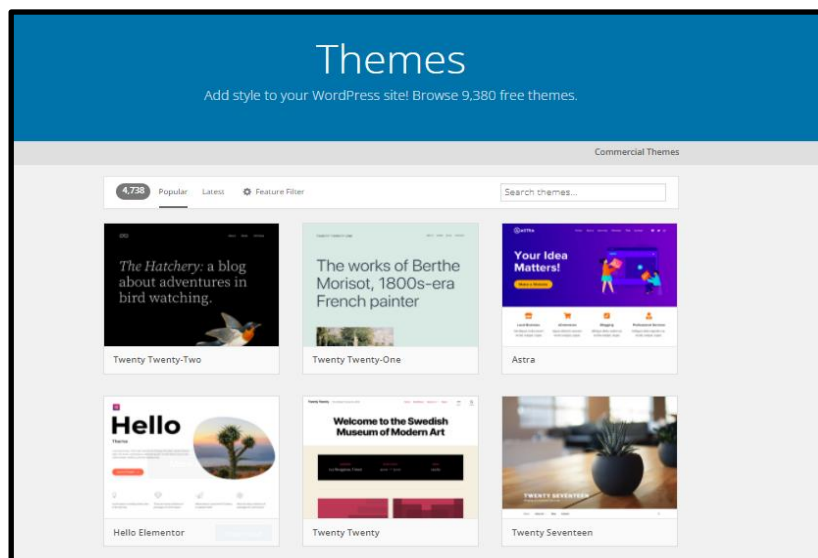 Themes
Add style to your WordPress site! Browse 9,380 free themes.
Commercial Themes
4,738 Popular Latest Feature Filter Search themes...
The Hatchery: a blog
about adventures in
bird watching.
Twenty Twenty-Two
The works of Berthe
Morisot, 1800s-era
French painter
Twenty Twenty-One
Your Idea
Matters!
Astra
Hello
Theme
Hello Elementor
Welcome to the Swedish
Museum of Modern Art
Twenty Twenty
TWENTY SEVENTEEN
Twenty Seventeen